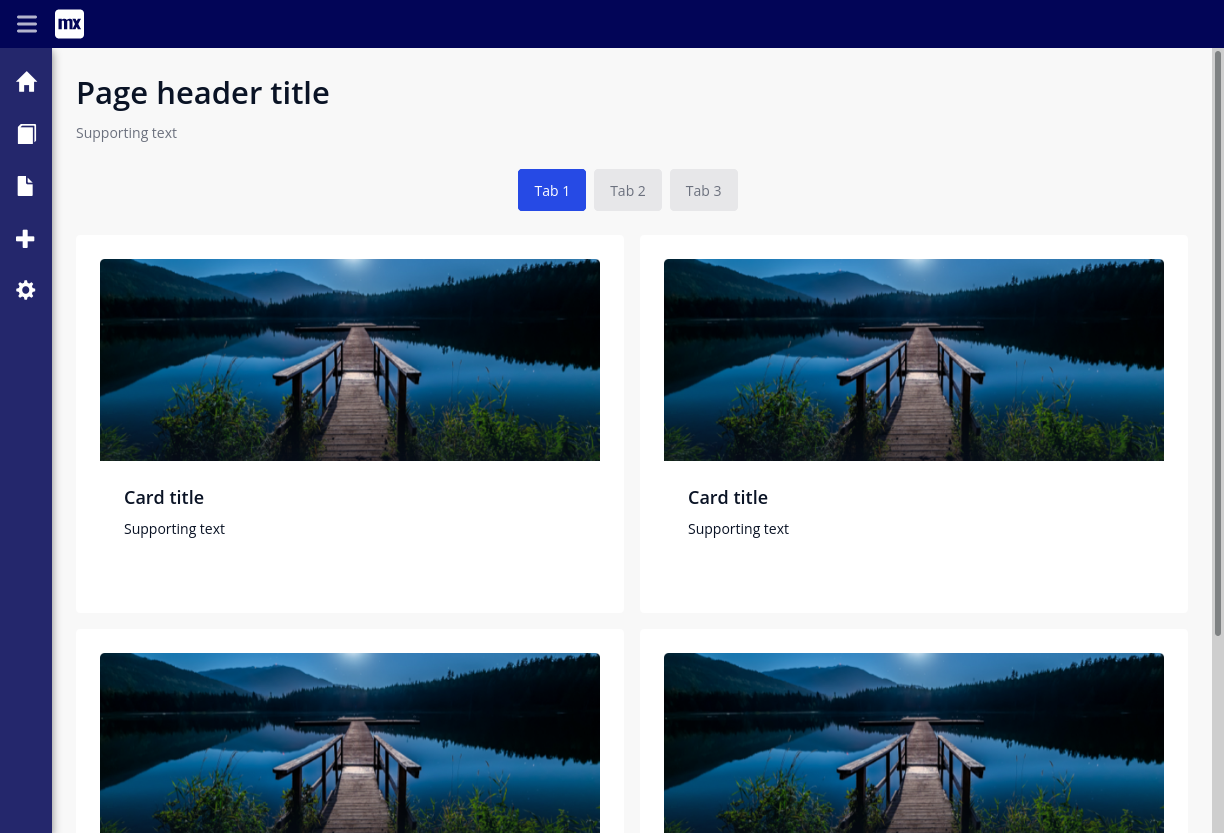 mx
Page header title
Supporting text
Tab 1
Tab 2
Tab 3
Card title
Supporting text
Card title
Supporting text